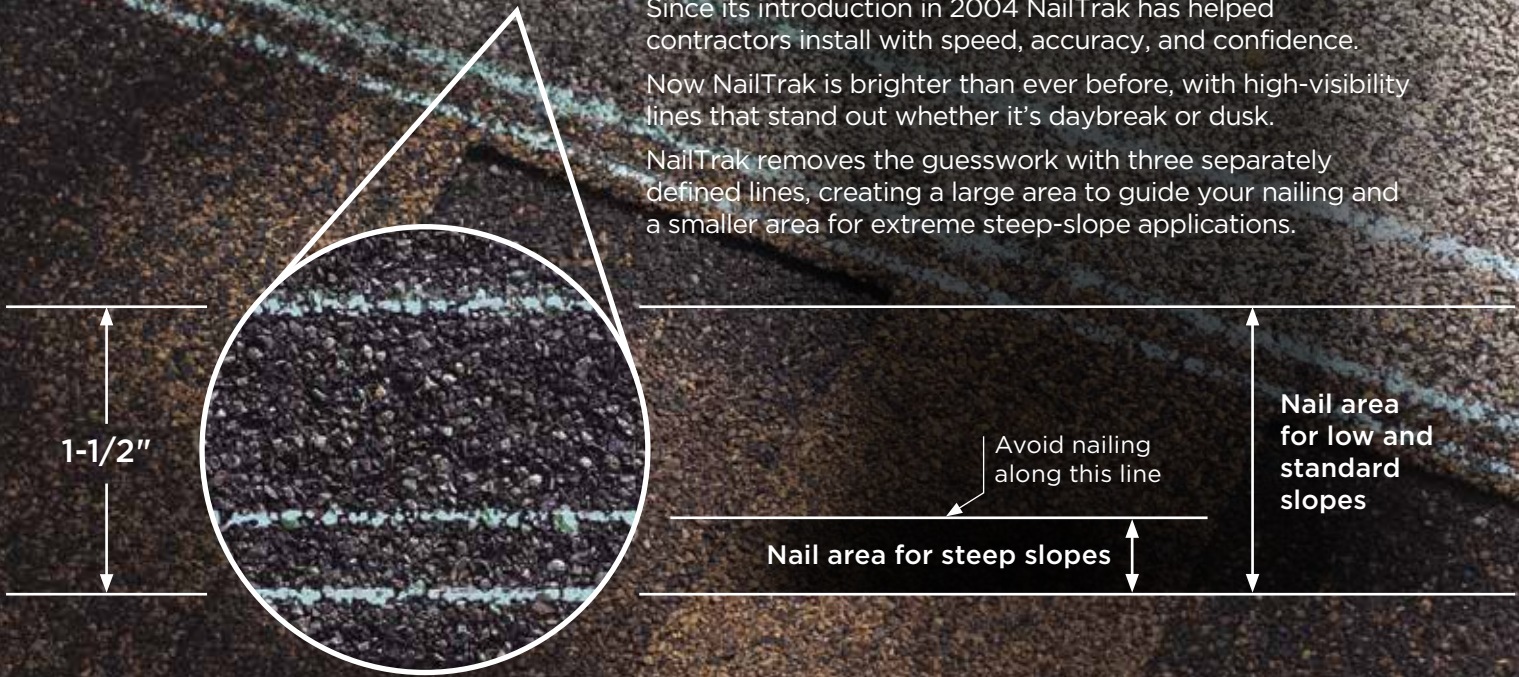 Since its introduction in 2004 NailTrak has helped
contractors install with speed, accuracy, and confidence.
Now NailTrak is brighter than ever before, with high-visibility
lines that stand out whether it’s daybreak or dusk.
NailTrak removes the guesswork with three separately
defined lines, creating a large area to guide your nailing and
a smaller area for extreme steep-slope applications.
1-1/2"
Avoid nailing
along this line
Nail area for steep slopes
Nail area
for low and
standard
slopes